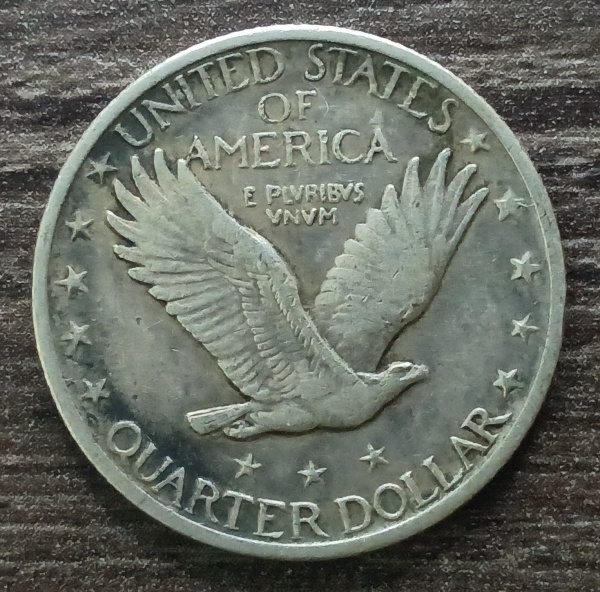 UNITED STATES
OF
AMERICA
E PLVRIBVS
VNVM
QUARTER DOLLAR